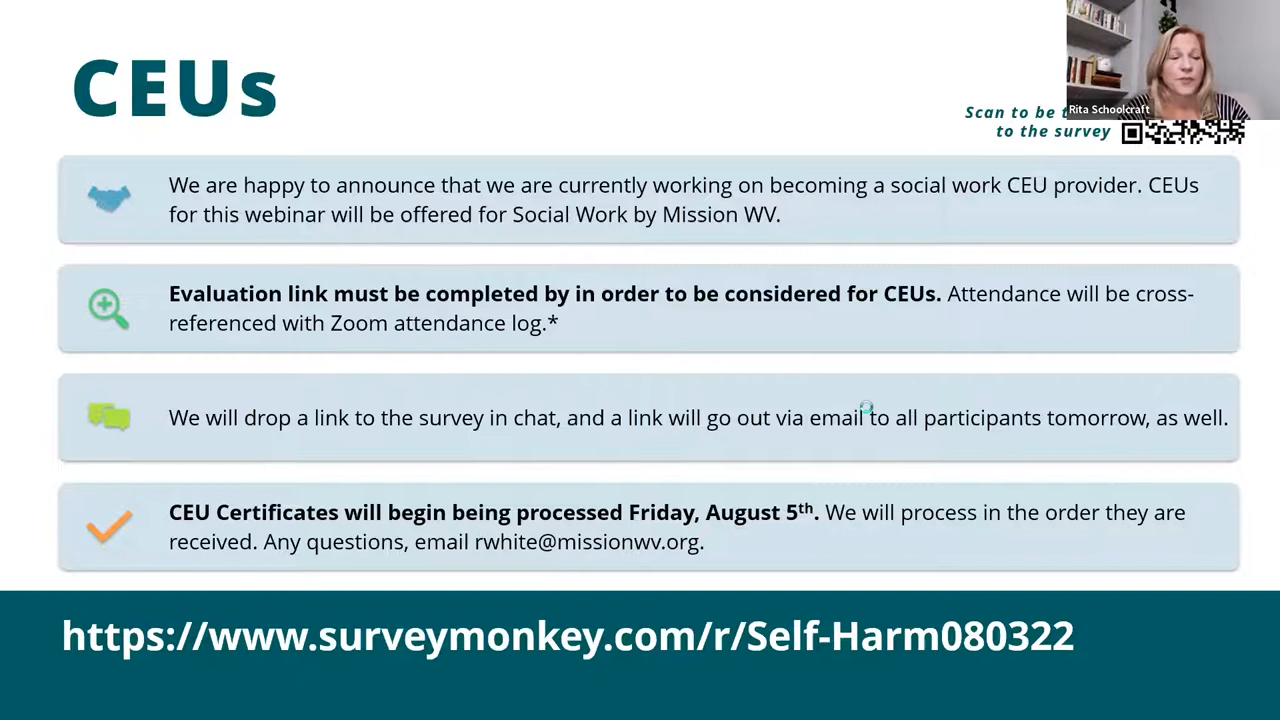 CEUs
Rita Schoolcraft
Scan to be
to the survey
We are happy to announce that we are currently working on becoming a social work CEU provider. CEUs
for this webinar will be offered for Social Work by Mission WV.
Evaluation link must be completed by in order to be considered for CEUs. Attendance will be cross-
referenced with Zoom attendance log.*
We will drop a link to the survey in chat, and a link will go out via email to all participants tomorrow, as well.
CEU Certificates will begin being processed Friday, August 5th. We will process in the order they are
received. Any questions, email rwhite@missionwv.org.
https://www.surveymonkey.com/r/Self-Harm080322